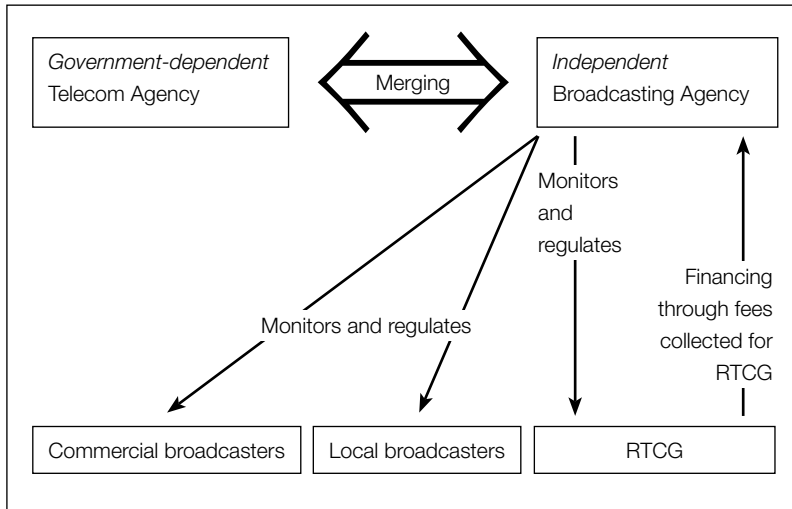 Government-dependent
Telecom Agency
Merging
Independent
Broadcasting Agency
Monitors
and
regulates
Financing
through fees
collected for
RTCG
Monitors and regulates
Commercial broadcasters
Local broadcasters
RTCG